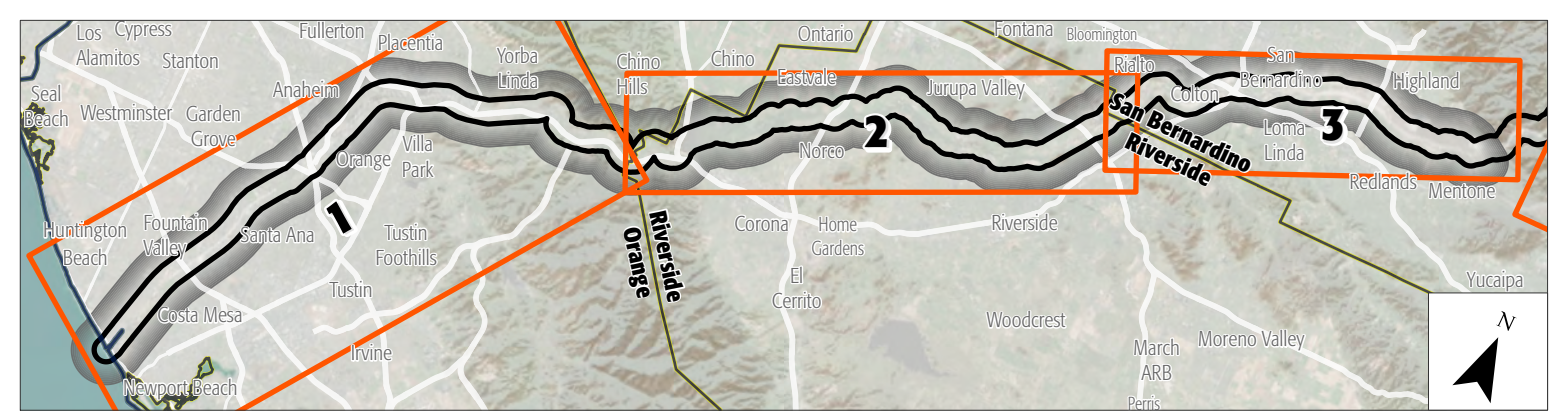 Los
Alamitos
Cypress
Stanton
Fullerton
Placentia
Yorba
Linda
Chino
Hills
Chino
Ontario
Eastvale
Fontana
Bloomington
Rialto
San
Bernardino
Highland
Seal
Beach
Westminster
Garden
Grove
Anaheim
Orange
Villa
Park
Norco
2
Jurupa Valley
Colton
San Bernardino
Riverside
Loma
Linda
3
Redlands
Mentone
Huntington
Beach
Fountain
Valley
Santa Ana
1
Tustin
Foothills
Riverside
Orange
Corona
Home
Gardens
Riverside
El
Cerrito
Yucaipa
Costa Mesa
Tustin
Irvine
Newport Beach
Woodcrest
March
ARB
Moreno Valley
Perris
N